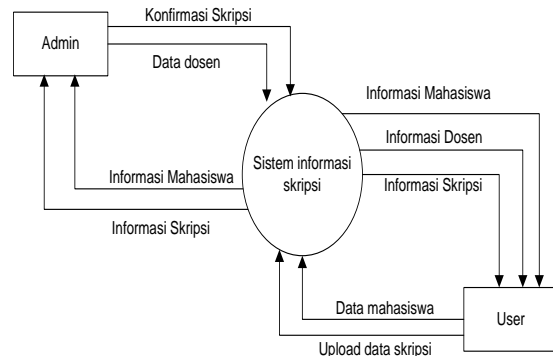 Konfirmasi Skripsi
Admin
Data dosen
Informasi Mahasiswa
Informasi Dosen
Sistem informasi
skripsi
Informasi Mahasiswa
Informasi Skripsi
Informasi Skripsi
Data mahasiswa
User
Upload data skripsi